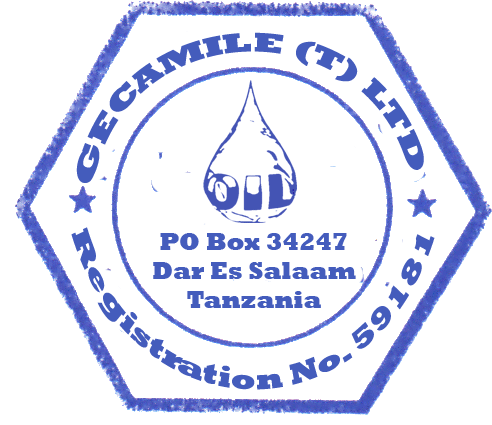 GECAMILE (T) LTD
OIL
PO Box 34247
Dar Es Salaam
Tanzania
Registration No. 59181